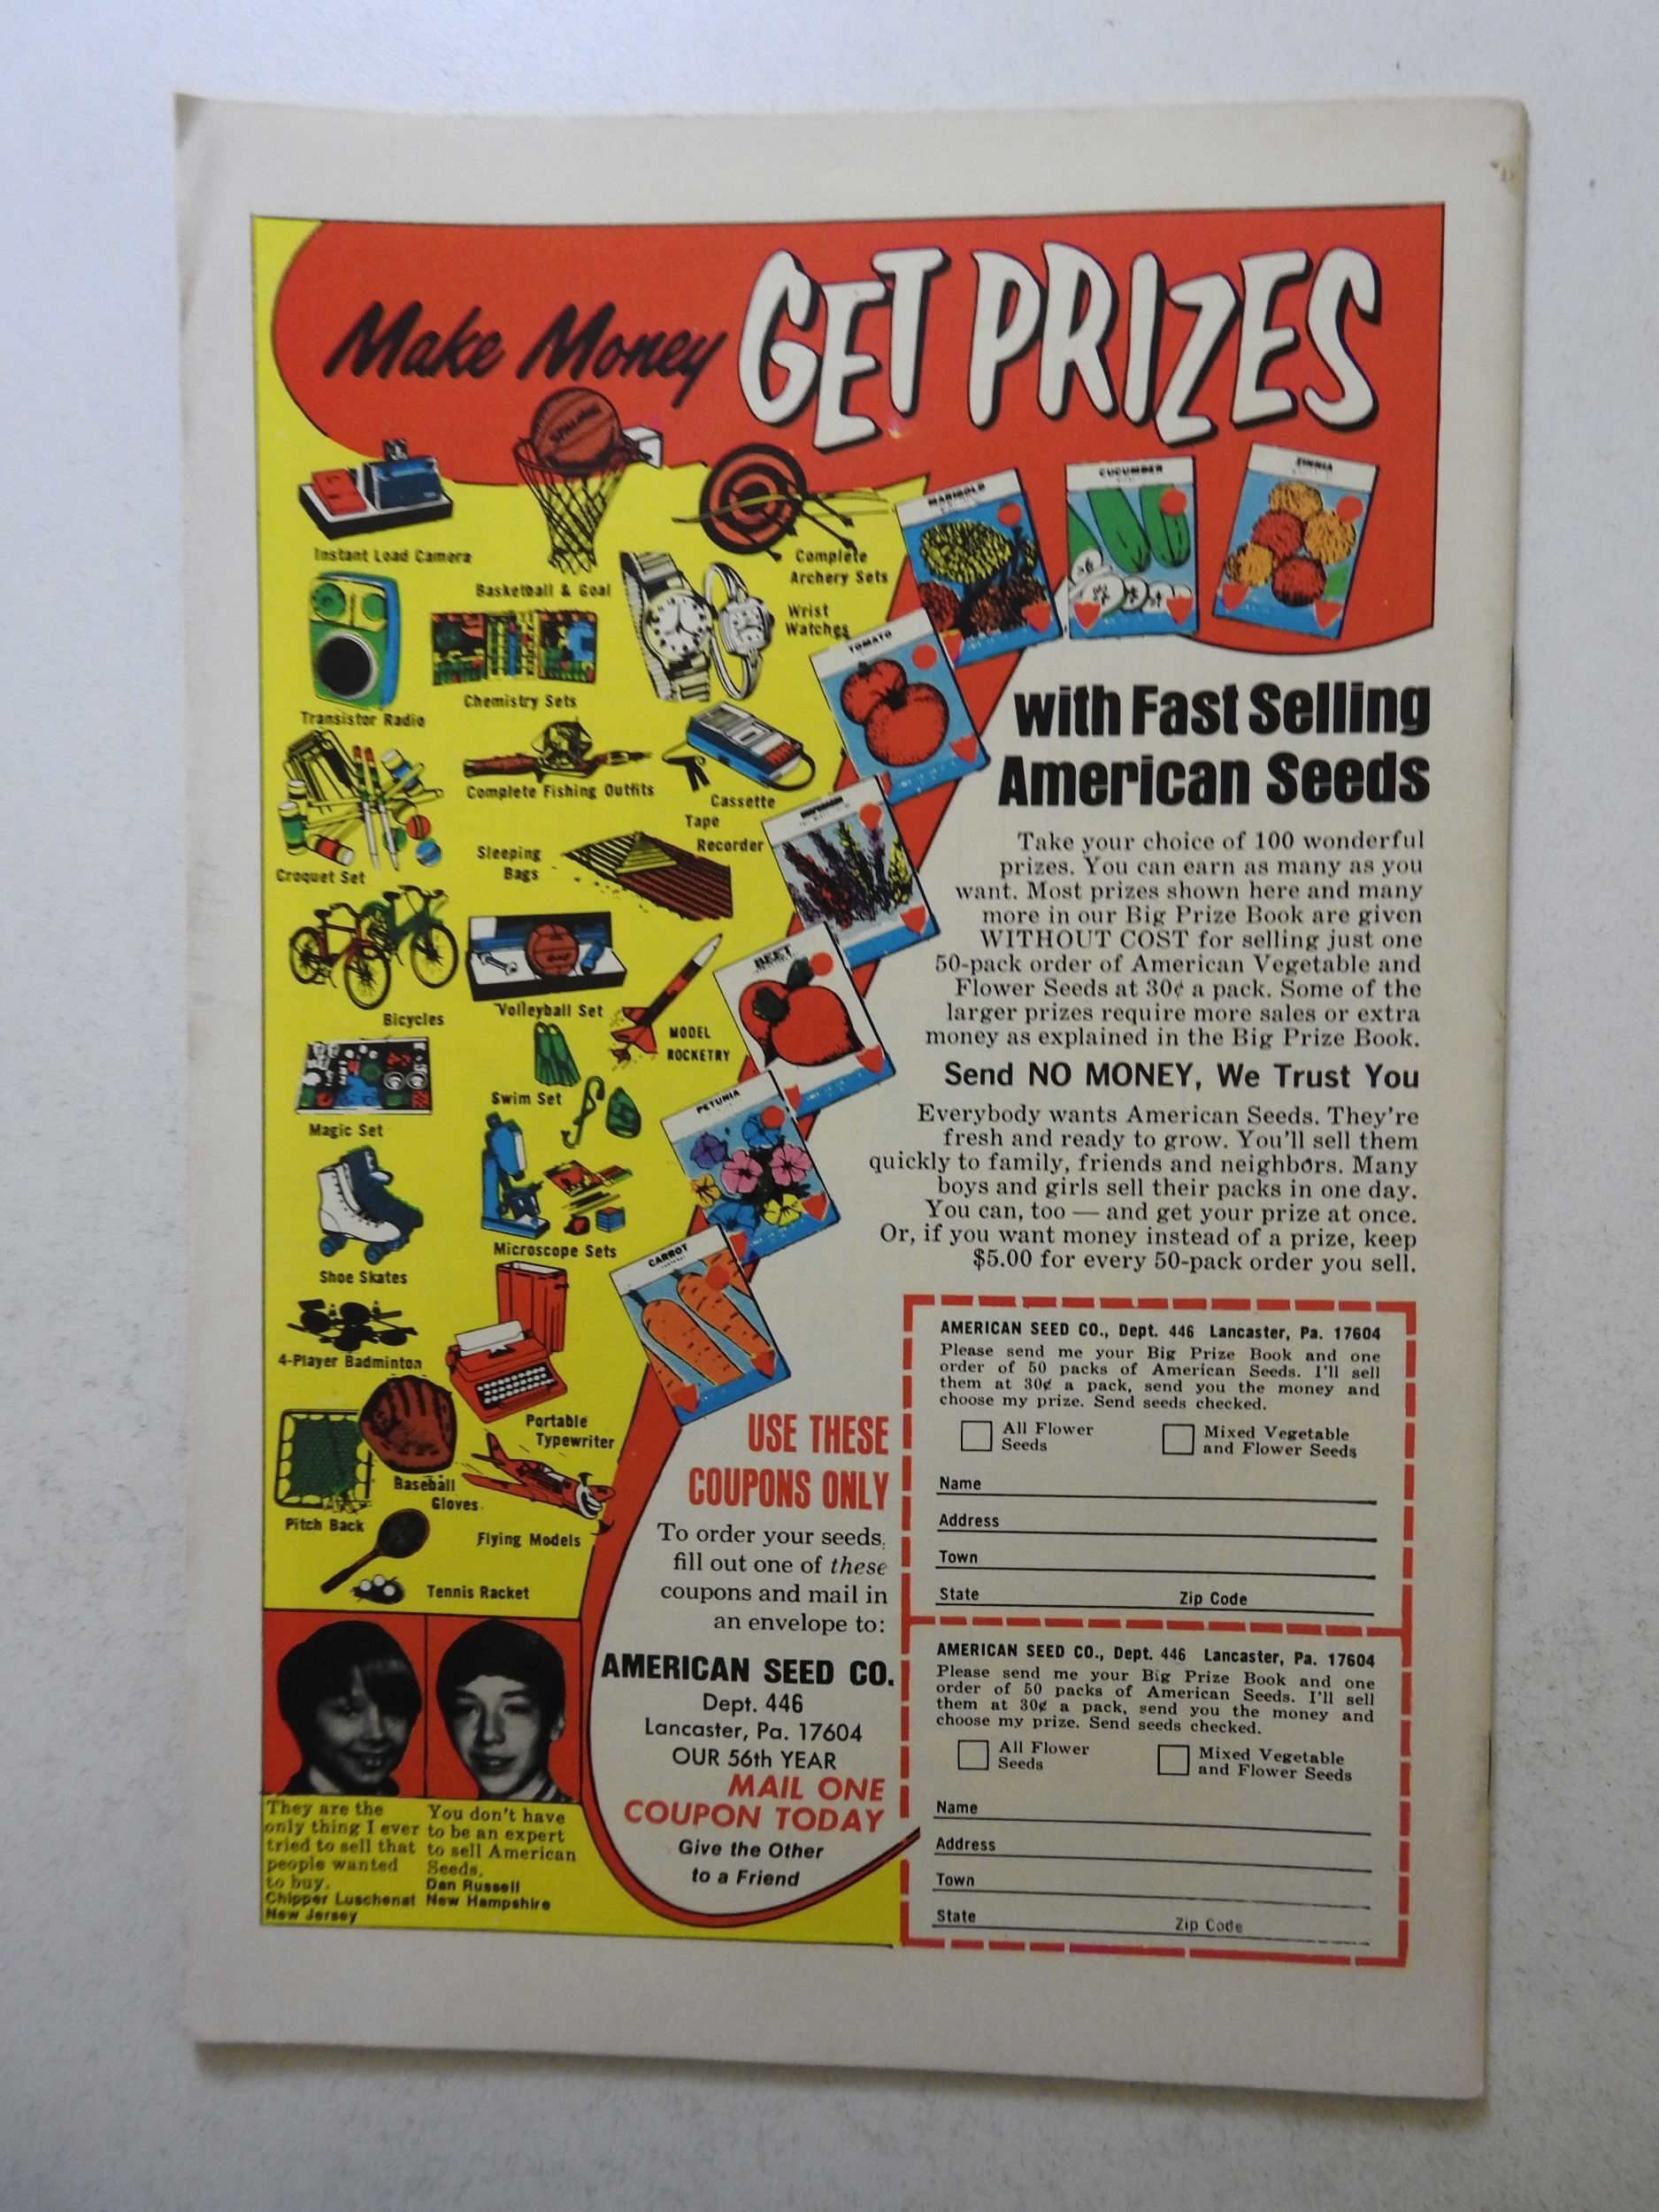 Make Money GET PRIZES
SPALDING
Instant Load Camera
Basketball & Goal
Complete
Archery Sets
Wrist
Watches
Transistor Radio
Chemistry Sets
Complete Fishing Outfits
Cassette
Tape
Recorder
Croquet Set
Sleeping
Bags
Bicycles
Volleyball Set
MODEL
ROCKETRY
Magic Set
Swim Set
Shoe Skates
Microscope Sets
4-Player Badminton
Portable
Typewriter
Baseball
Gloves
Pitch Back
Flying Models
Tennis Racket
MARIGOLD
CUCUMBER
ZINNIA
TOMATO
BEET
PETUNIA
CARROT
with Fast Selling
American Seeds
Take your choice of 100 wonderful
prizes. You can earn as many as you
want. Most prizes shown here and many
more in our Big Prize Book are given
WITHOUT COST for selling just one
50-pack order of American Vegetable and
Flower Seeds at 30¢ a pack. Some of the
larger prizes require more sales or extra
money as explained in the Big Prize Book.
Send NO MONEY, We Trust You
Everybody wants American Seeds. They're
fresh and ready to grow. You'll sell them
quickly to family, friends and neighbors. Many
boys and girls sell their packs in one day.
You can, too — and get your prize at once.
Or, if you want money instead of a prize, keep
$5.00 for every 50-pack order you sell.
USE THESE
COUPONS ONLY
To order your seeds,
fill out one of these
coupons and mail in
an envelope to:
AMERICAN SEED CO.
Dept. 446
Lancaster, Pa. 17604
OUR 56th YEAR
MAIL ONE
COUPON TODAY
Give the Other
to a Friend
They are the
only thing I ever
tried to sell that
people wanted
to buy.
Chipper Luschenat
New Jersey
You don't have
to be an expert
to sell American
Seeds.
Dan Russell
New Hampshire
AMERICAN SEED CO., Dept. 446 Lancaster, Pa. 17604
Please send me your Big Prize Book and one
order of 50 packs of American Seeds. I'll sell
them at 30¢ a pack, send you the money and
choose my prize. Send seeds checked.
All Flower
Seeds
Mixed Vegetable
and Flower Seeds
Name
Address
Town
State Zip Code
AMERICAN SEED CO., Dept. 446 Lancaster, Pa. 17604
Please send me your Big Prize Book and one
order of 50 packs of American Seeds. I'll sell
them at 30¢ a pack, send you the money and
choose my prize. Send seeds checked.
All Flower
Seeds
Mixed Vegetable
and Flower Seeds
Name
Address
Town
State Zip Code